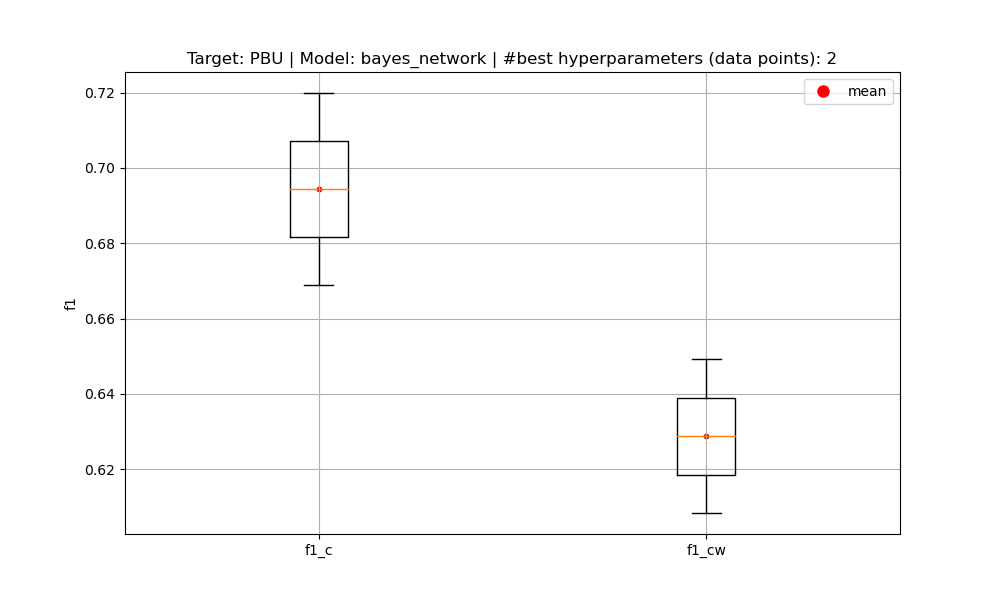 Target: PBU | Model: bayes_network | #best hyperparameters (data points): 2
mean
0.72
0.70
0.68
0.66
0.64
0.62
f1
f1_c
f1_cw